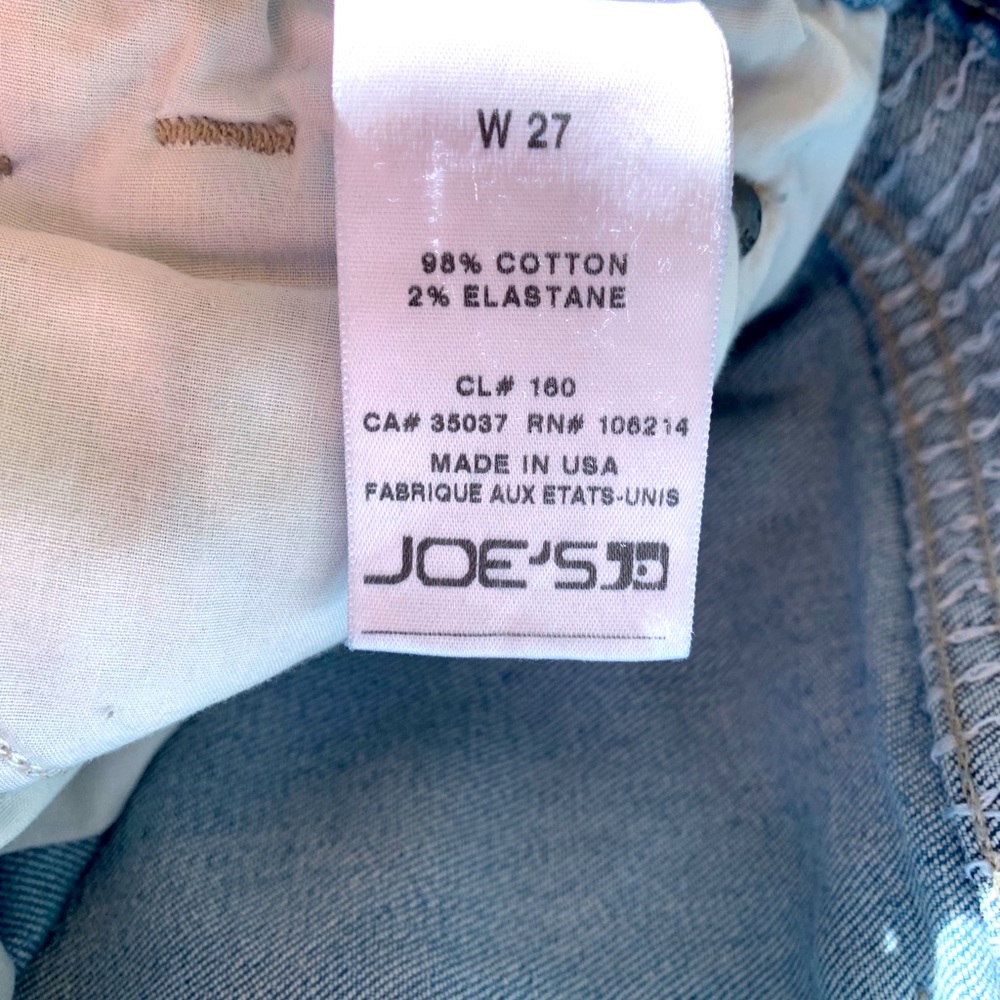 W 27
98% COTTON
2% ELASTANE
CL# 160
CA# 35037 RN# 106214
MADE IN USA
FABRIQUE AUX ETATS-UNIS
JOE'S